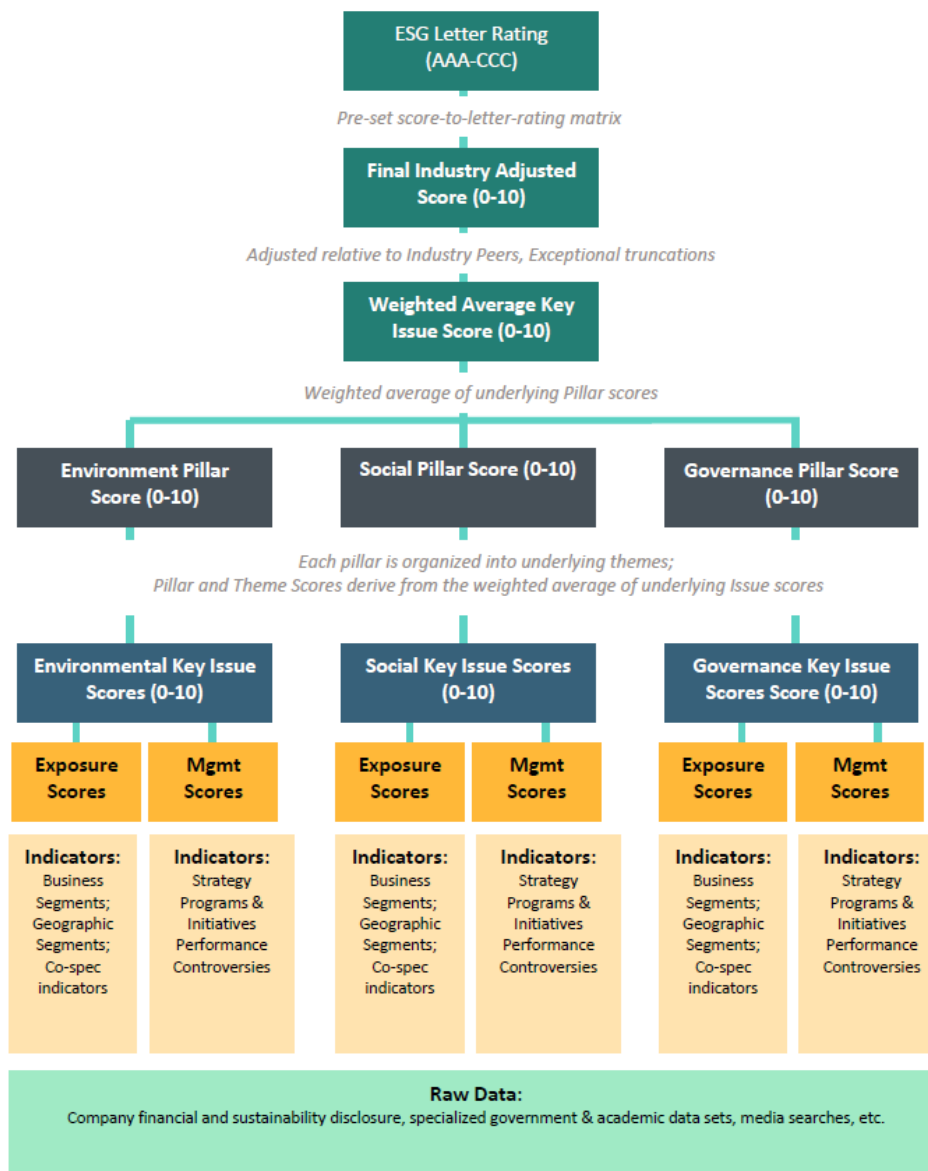 ESG Letter Rating
(AAA-CCC)
Pre-set score-to-letter-rating matrix
Final Industry Adjusted
Score (0-10)
Adjusted relative to Industry Peers, Exceptional truncations
Weighted Average Key
Issue Score (0-10)
Weighted average of underlying Pillar scores
Environment Pillar
Score (0-10)
Social Pillar Score (0-10)
Governance Pillar Score
(0-10)
Each pillar is organized into underlying themes;
Pillar and Theme Scores derive from the weighted average of underlying Issue scores
Environmental Key Issue
Scores (0-10)
Social Key Issue Scores
(0-10)
Governance Key Issue
Scores Score (0-10)
Exposure
Scores
Mgmt
Scores
Exposure
Scores
Mgmt
Scores
Exposure
Scores
Mgmt
Scores
Indicators:
Business
Segments;
Geographic
Segments;
Co-spec
indicators
Indicators:
Strategy
Programs &
Initiatives
Performance
Controversies
Indicators:
Business
Segments;
Geographic
Segments;
Co-spec
indicators
Indicators:
Strategy
Programs &
Initiatives
Performance
Controversies
Indicators:
Business
Segments;
Geographic
Segments;
Co-spec
indicators
Indicators:
Strategy
Programs &
Initiatives
Performance
Controversies
Raw Data:
Company financial and sustainability disclosure, specialized government & academic data sets, media searches, etc.